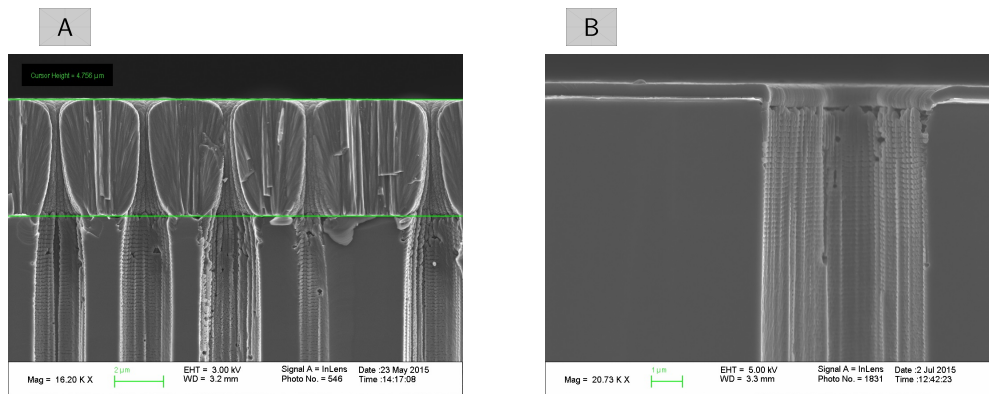 A
B
Cursor Height = 4.756 µm
2 µm
Mag = 16.20 K X
EHT = 3.00 kV
WD = 3.2 mm
Signal A = InLens
Photo No. = 546
Date :23 May 2015
Time :14:17:08
1 µm
Mag = 20.73 K X
EHT = 5.00 kV
WD = 3.3 mm
Signal A = InLens
Photo No. = 1831
Date :2 Jul 2015
Time :12:42:23